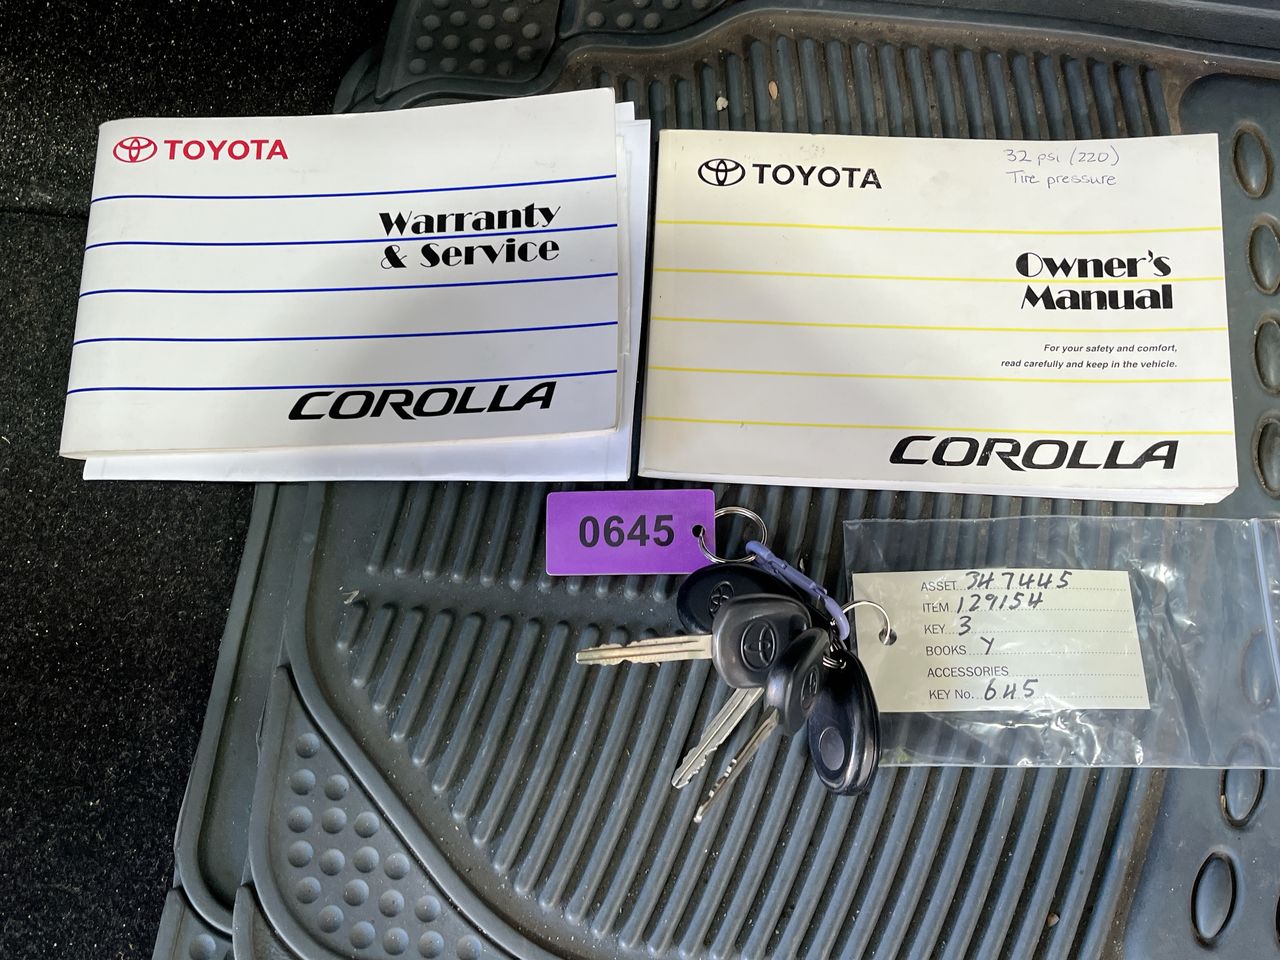 TOYOTA
Warranty
& Service
COROLLA
TOYOTA
32 psi (220)
Tire pressure
Owner's
Manual
For your safety and comfort,
read carefully and keep in the vehicle.
COROLLA
0645
ASSET 347445
ITEM 129154
KEY 3
BOOKS Y
ACCESSORIES
KEY No. 645